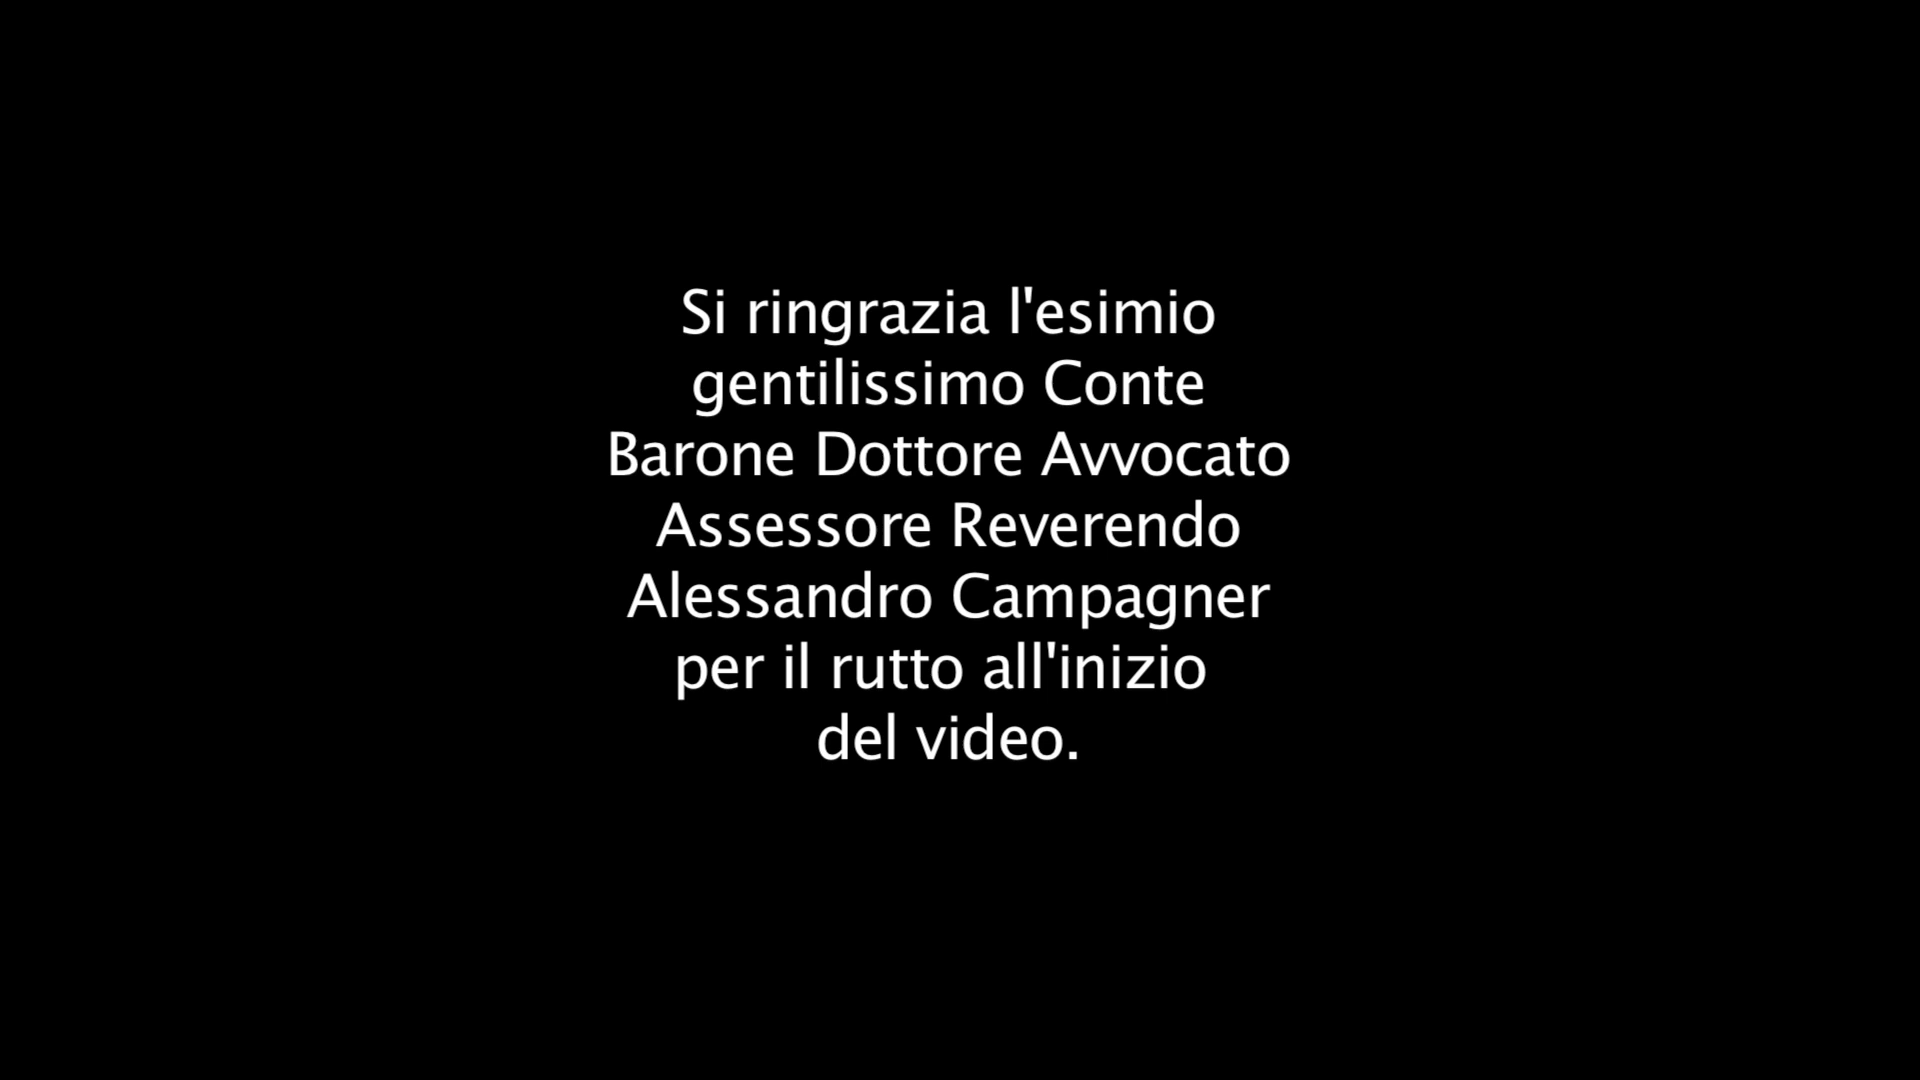 Si ringrazia l'esimio
gentilissimo Conte
Barone Dottore Avvocato
Assessore Reverendo
Alessandro Campagner
per il rutto all'inizio
del video.